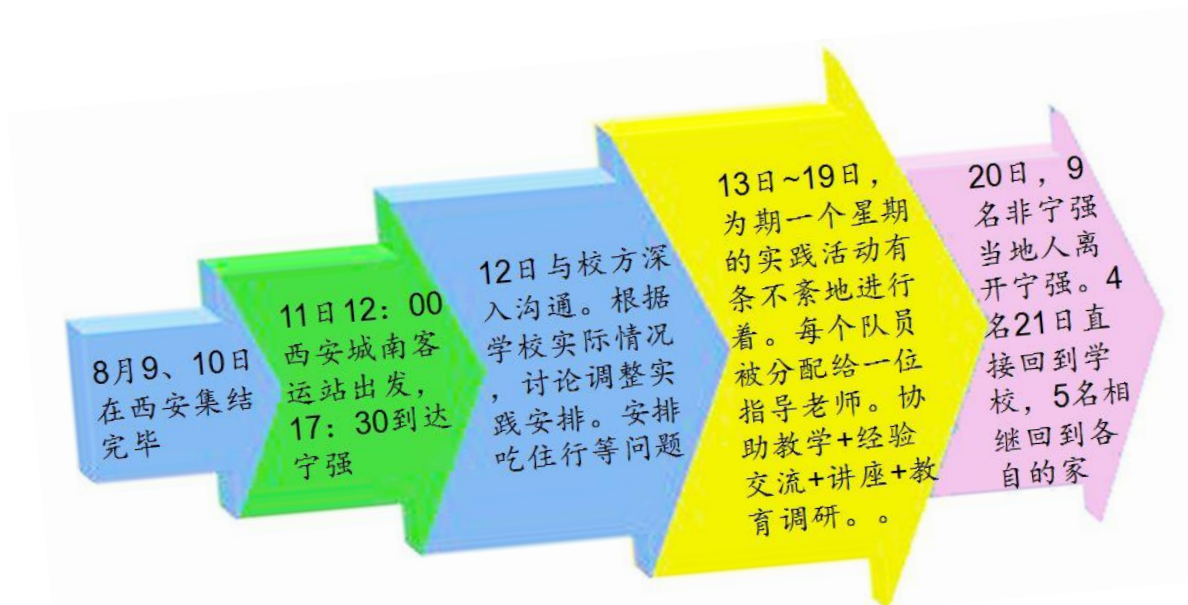 8月9、10日
在西安集结
完毕
11日12：00
西安城南客
运站出发，
17：30到达
宁强
12日与校方深
入沟通。根据
学校实际情况
，讨论调整实
践安排。安排
吃住行等问题
13日~19日，
为期一个星期
的实践活动有
条不紊地进行
着。每个队员
被分配给一位
指导老师。协
助教学+经验
交流+讲座+教
育调研。。
20日，9
名非宁强
当地人离
开宁强。4
名21日直
接回到学
校，5名相
继回到各
自的家